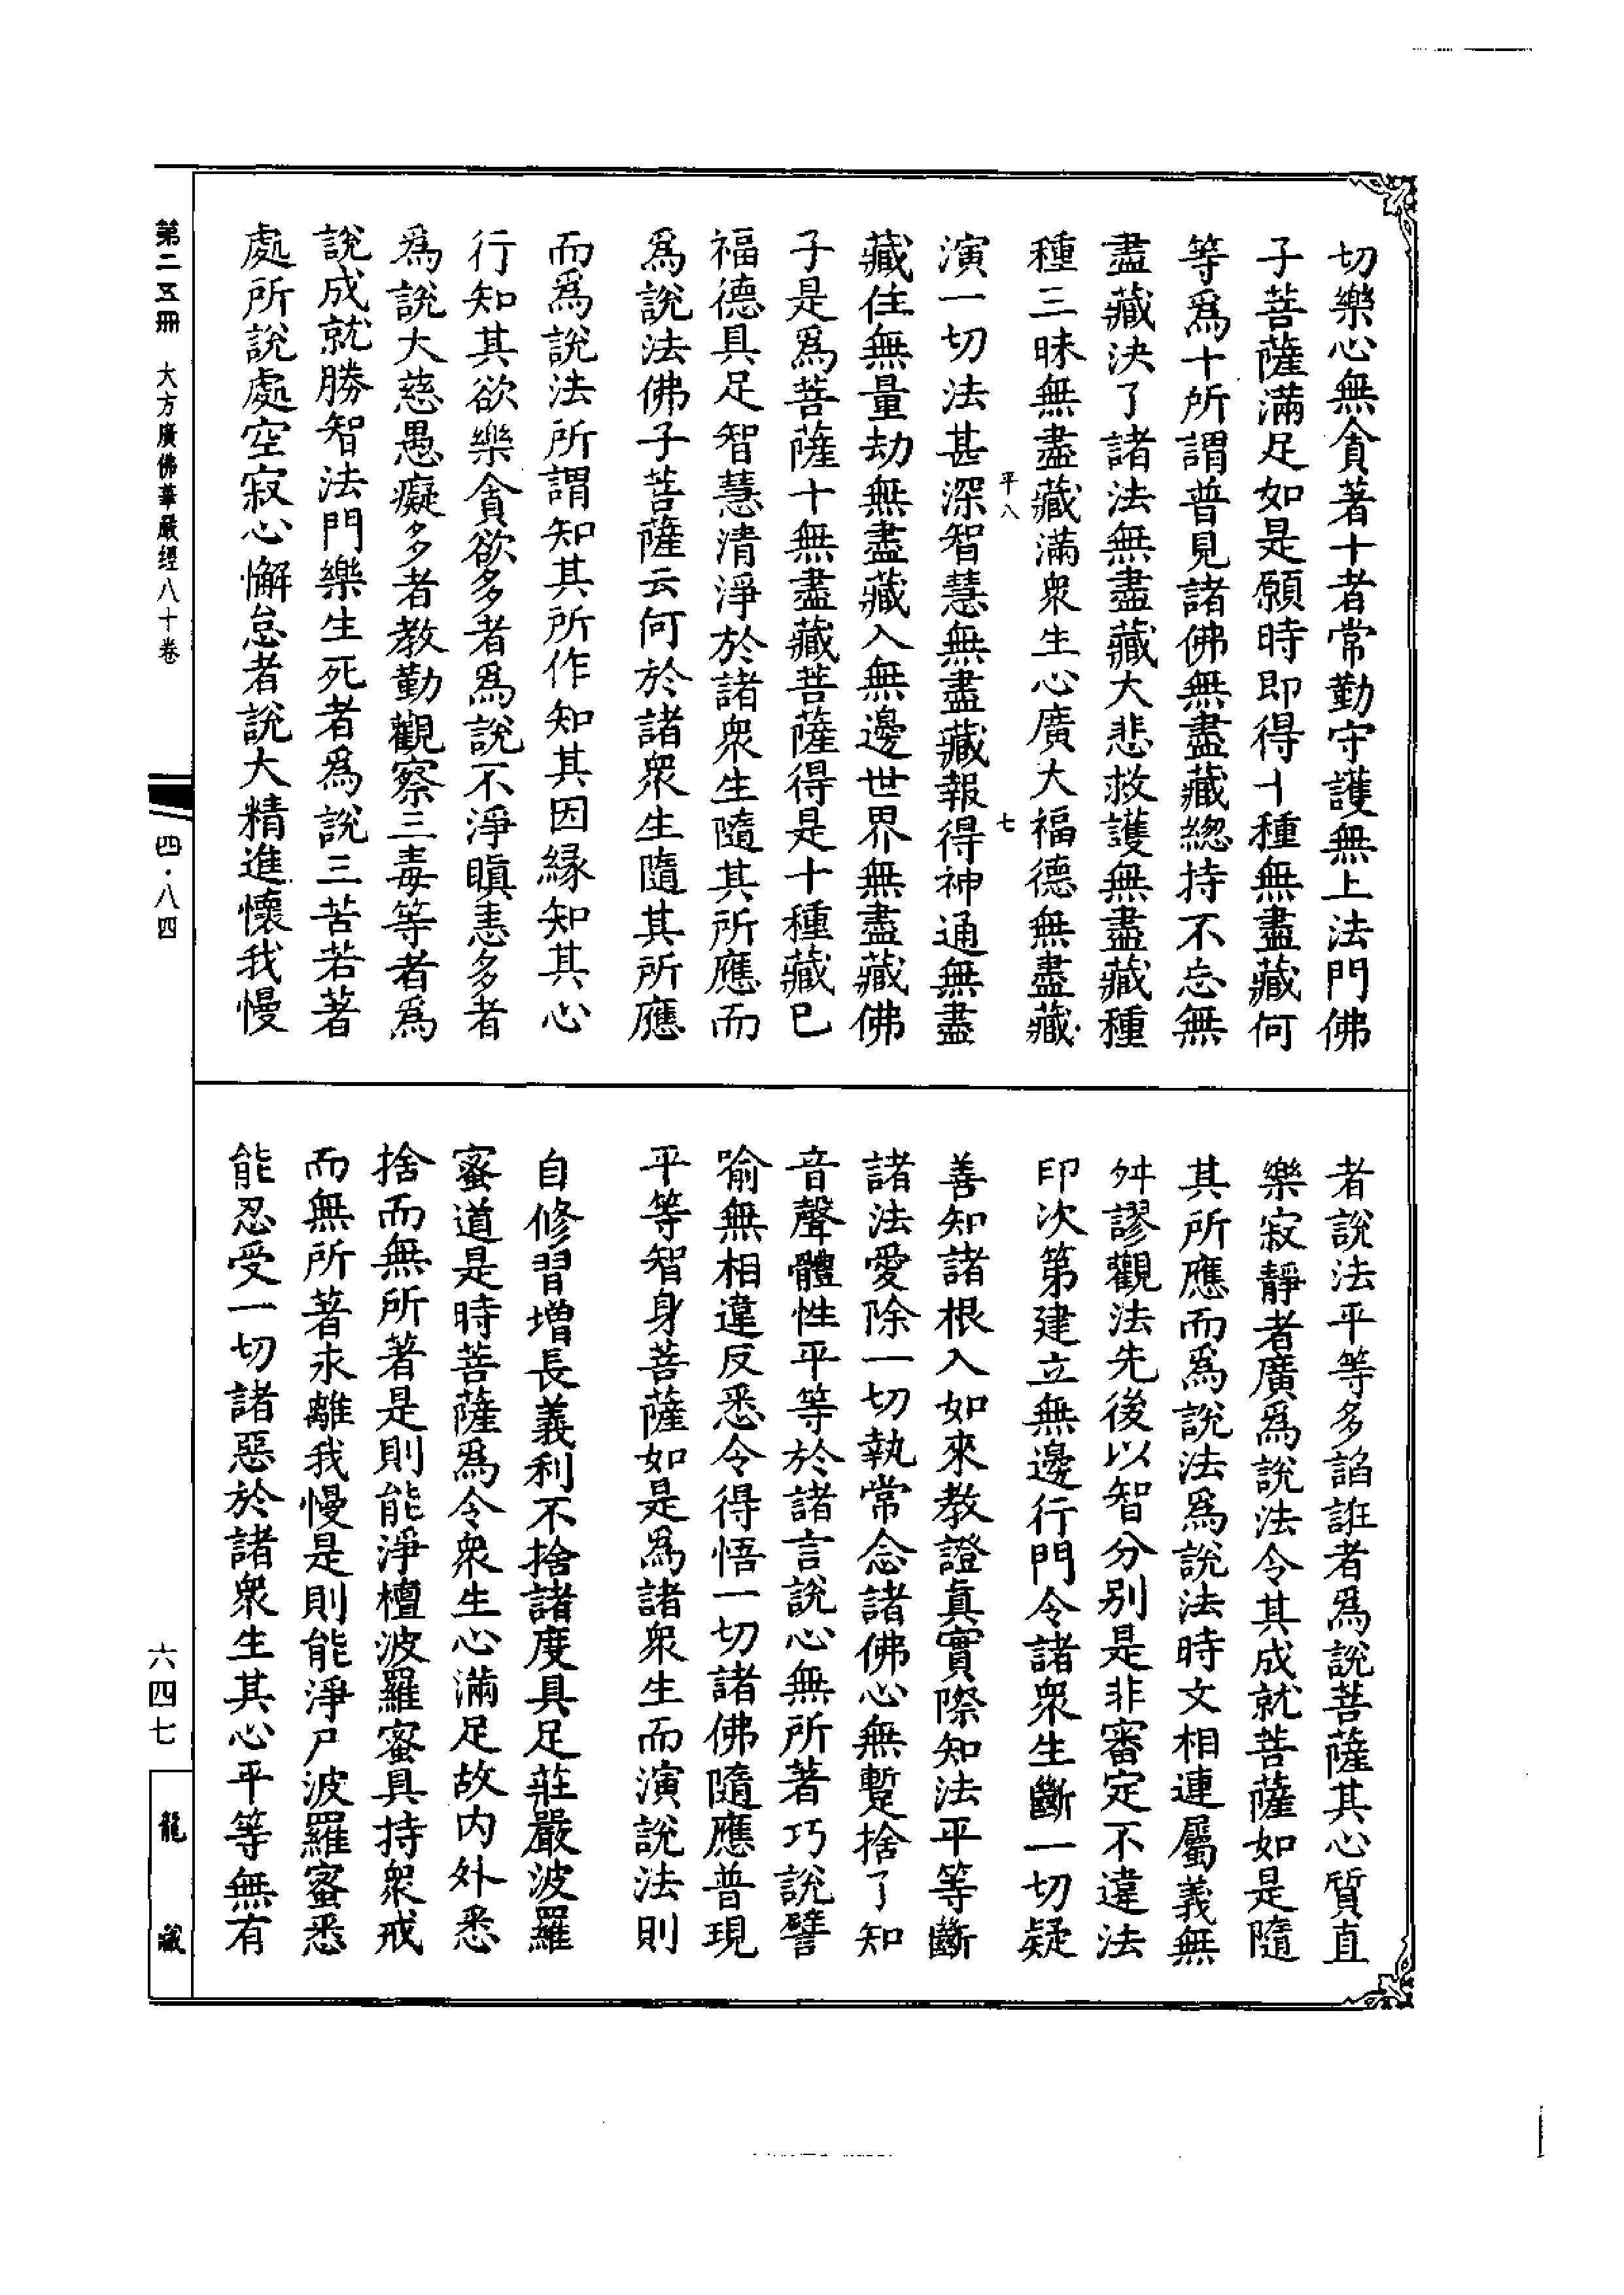 切樂心無貪著十者常勤守護無上法門佛
子菩薩滿足如是願時即得十種無盡藏何
等爲十所謂普見諸佛無盡藏總持不忘無
盡藏決了諸法無盡藏大悲救護無盡藏種
種三昧無盡藏滿衆生心廣大福德無盡藏
平八
七
演一切法甚深智慧無盡藏報得神通無盡
藏住無量劫無盡藏入無邊世界無盡藏佛
子是爲菩薩十無盡藏菩薩得是十種藏已
福德具足智慧清淨於諸衆生隨其所應而
爲說法佛子菩薩云何於諸衆生隨其所應
而爲說法所謂知其所作知其因緣知其心
行知其欲樂貪欲多者爲說不淨瞋恚多者
爲說大慈愚癡多者教勤觀察三毒等者爲
說成就勝智法門樂生死者爲說三苦若著
處所說處空寂心懈怠者說大精進懷我慢
者說法平等多諂誑者爲說菩薩其心質直
樂寂靜者廣爲說法令其成就菩薩如是隨
其所應而爲說法爲說法時文相連屬義無
舛謬觀法先後以智分別是非審定不違法
印次第建立無邊行門令諸衆生斷一切疑
善知諸根入如來教證真實際知法平等斷
諸法愛除一切執常念諸佛心無暫捨了知
音聲體性平等於諸言說心無所著巧說譬
喻無相違反悉令得悟一切諸佛隨應普現
平等智身菩薩如是爲諸衆生而演說法則
自修習增長義利不捨諸度具足莊嚴波羅
蜜道是時菩薩爲令衆生心滿足故內外悉
捨而無所著是則能淨檀波羅蜜具持衆戒
而無所著永離我慢是則能淨尸波羅蜜悉
能忍受一切諸惡於諸衆生其心平等無有
第二五冊　大方廣佛華嚴經八十卷
四·八四
六四七
龍藏